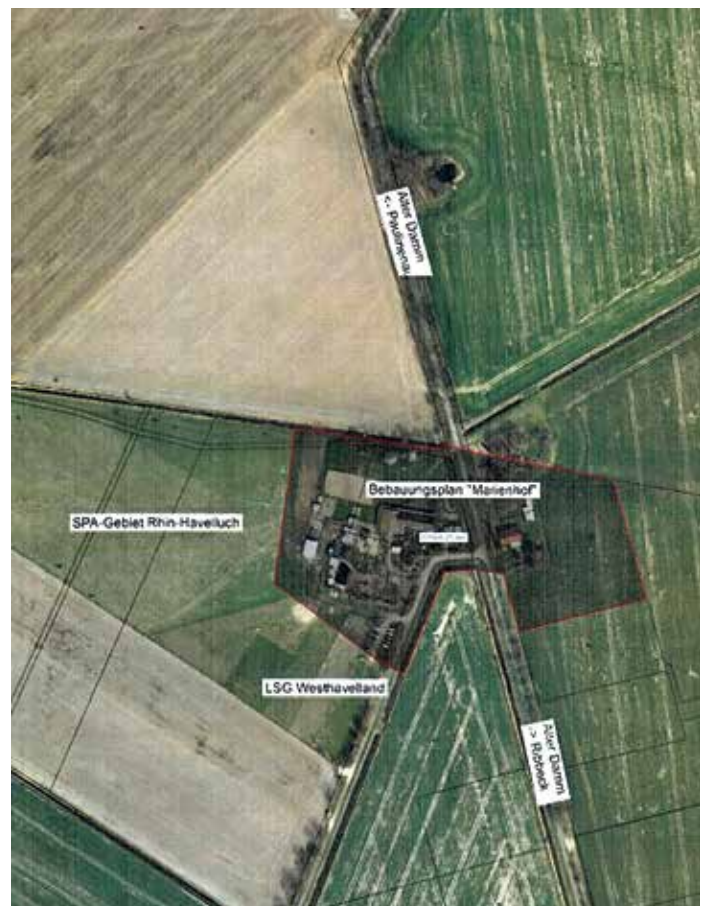 Alter Damm
<- Paulinenau
Bebauungsplan "Marienhof"
SPA-Gebiet Rhin-Havelluch
LSG Westhavelland
Alter Damm
-> Ribbeck